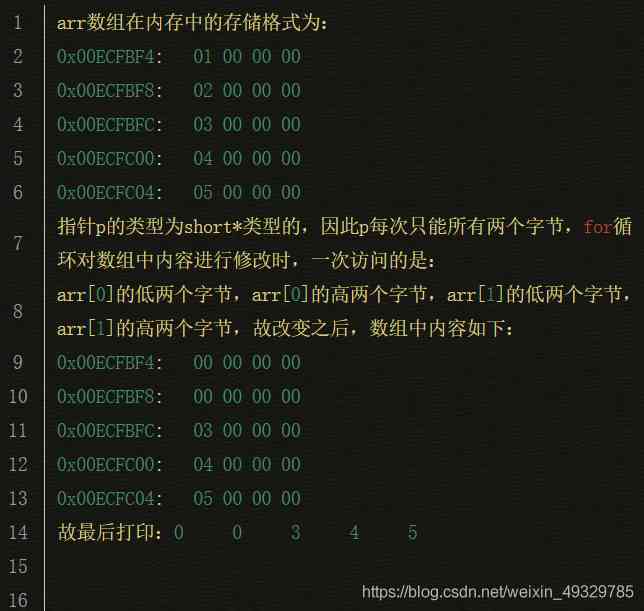 1 arr数组在内存中的存储格式为:
2 0x00ECFBF4: 01 00 00 00
3 0x00ECFBF8: 02 00 00 00
4 0x00ECFBFC: 03 00 00 00
5 0x00ECFC00: 04 00 00 00
6 0x00ECFC04: 05 00 00 00
7 指针p的类型为short*类型的，因此p每次只能所有两个字节，for循
环对数组中内容进行修改时，一次访问的是:
8 arr[0]的低两个字节，arr[0]的高两个字节，arr[1]的低两个字节，
arr[1]的高两个字节，故改变之后，数组中内容如下:
9 0x00ECFBF4: 00 00 00 00
10 0x00ECFBF8: 00 00 00 00
11 0x00ECFBFC: 03 00 00 00
12 0x00ECFC00: 04 00 00 00
13 0x00ECFC04: 05 00 00 00
14 故最后打印: 0 0 3 4 5
15
16
https://blog.csdn.net/weixin_49329785